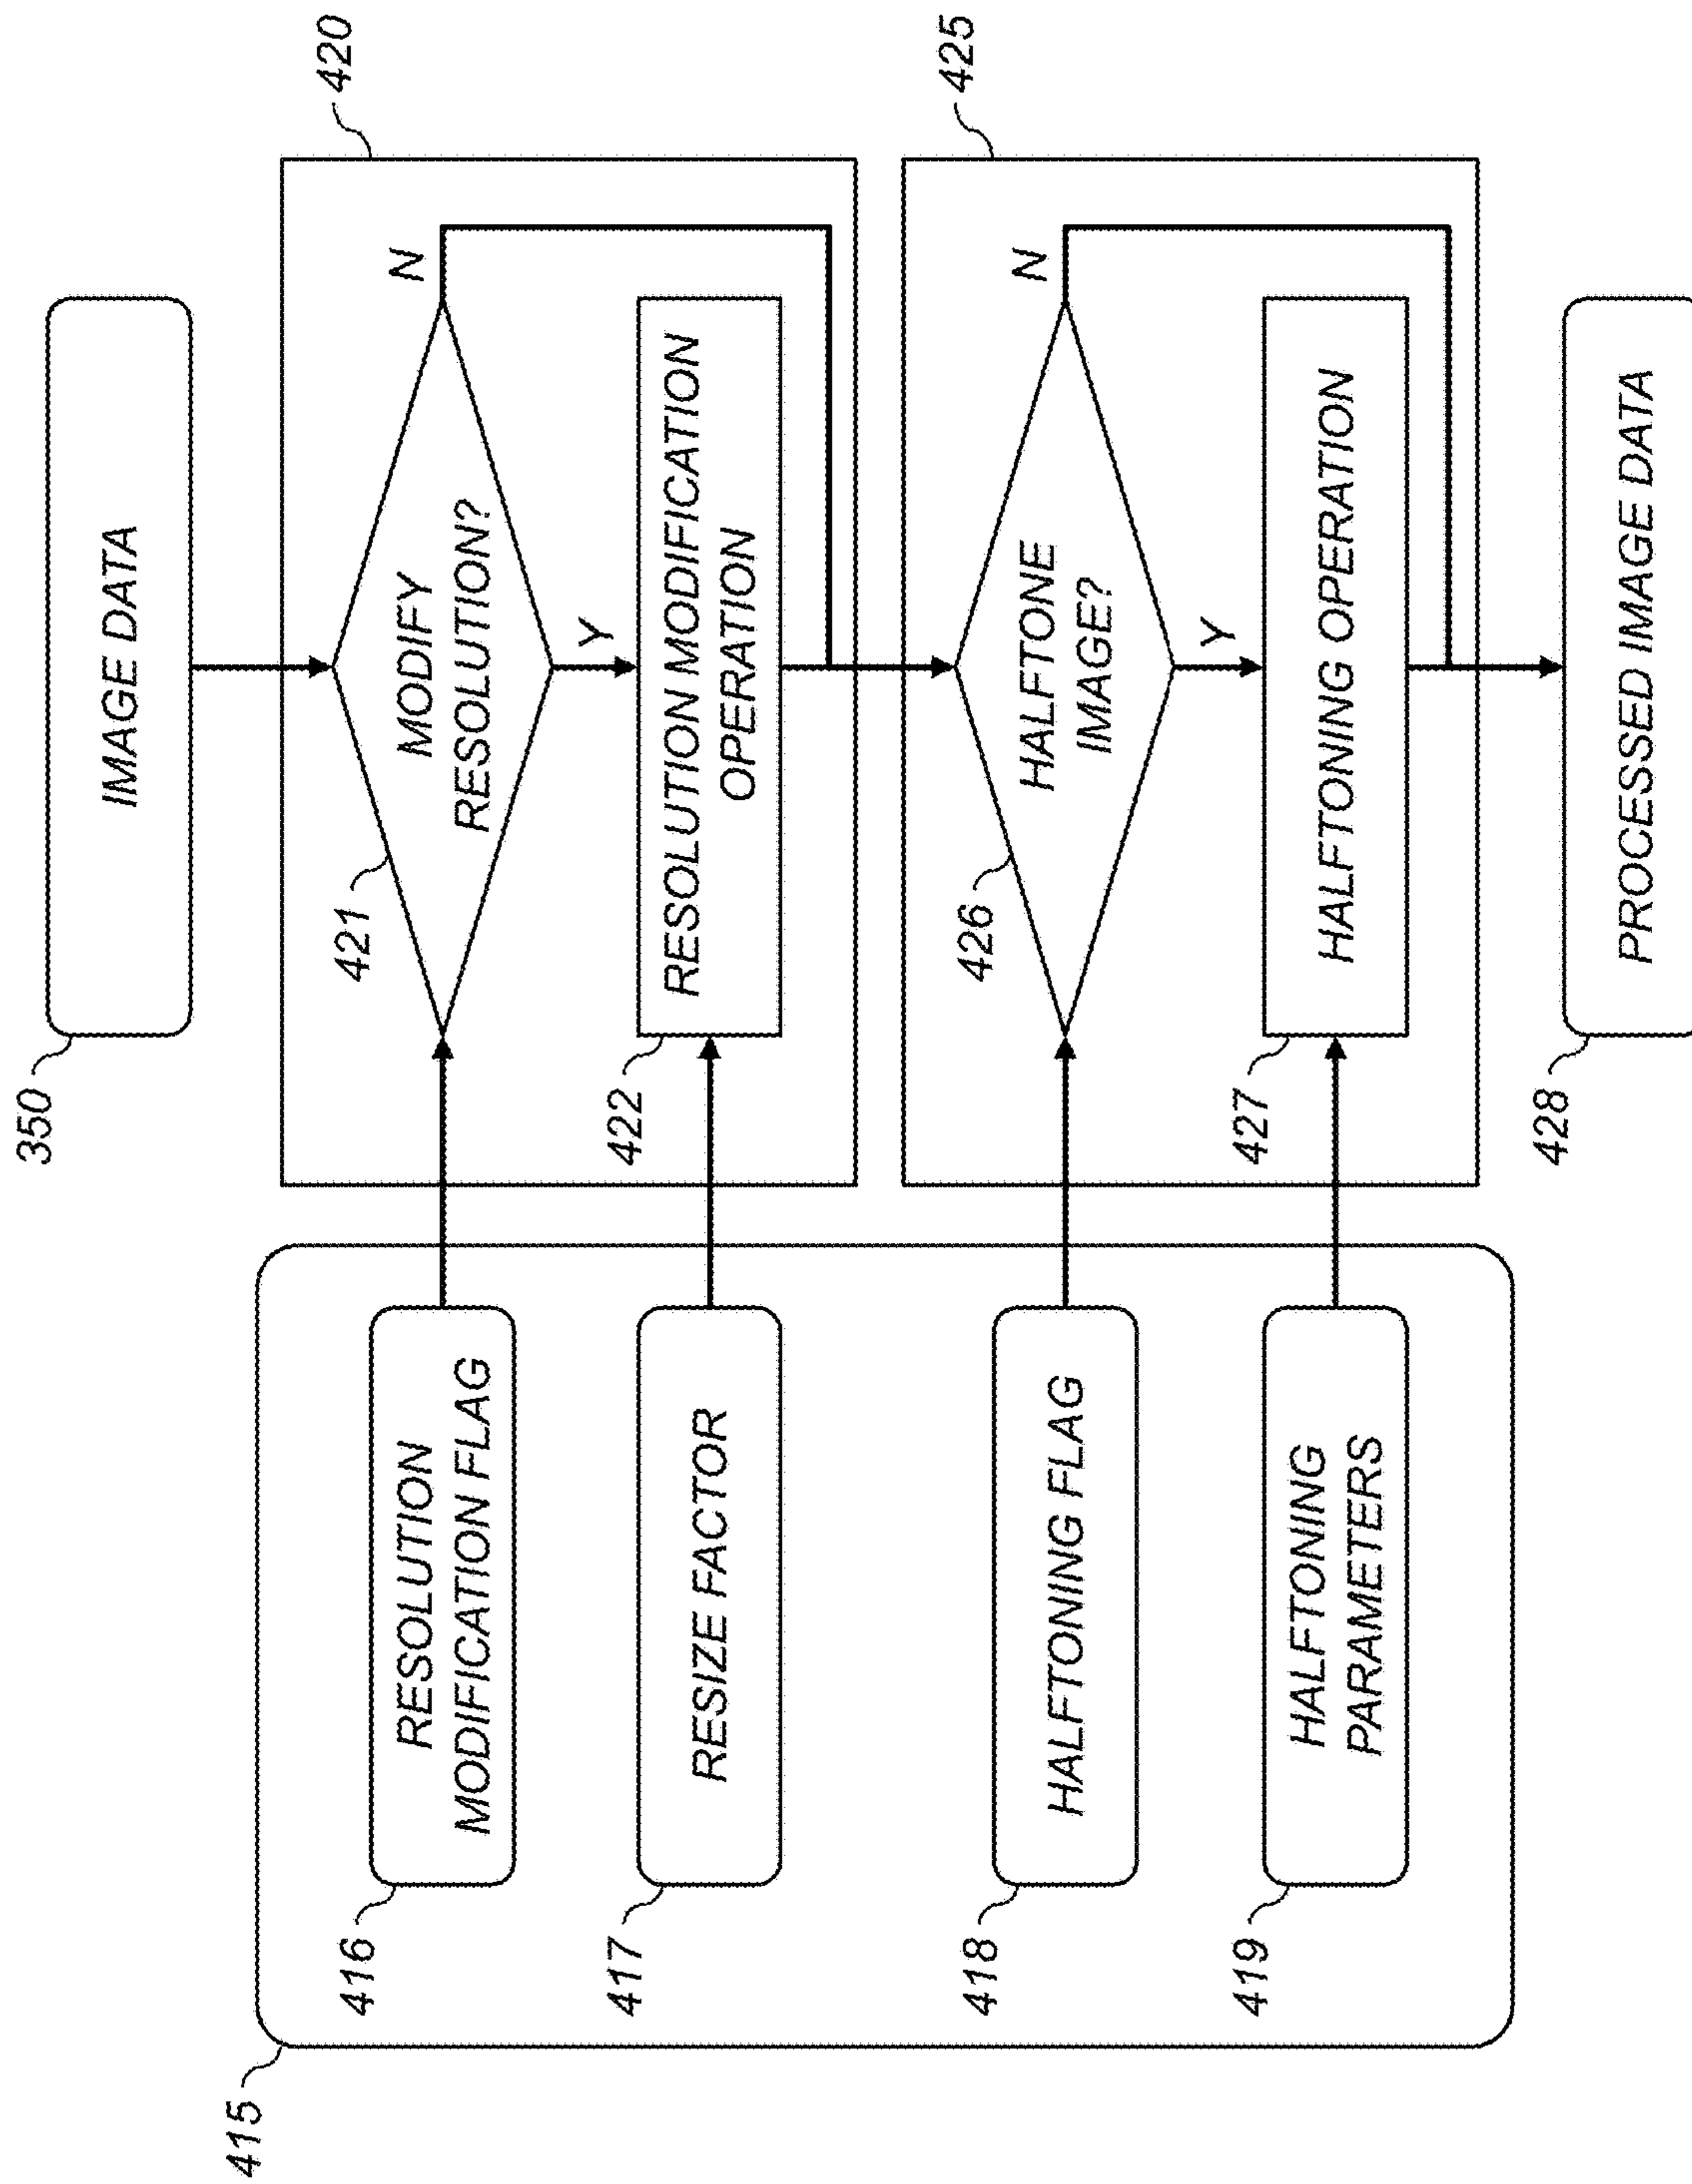 350
IMAGE DATA
420
421
MODIFY
RESOLUTION?
N
Y
422
RESOLUTION MODIFICATION
OPERATION
425
426
HALFTONE
IMAGE?
N
Y
427
HALFTONING OPERATION
428
PROCESSED IMAGE DATA
415
416
RESOLUTION
MODIFICATION FLAG
417
RESIZE FACTOR
418
HALFTONING FLAG
419
HALFTONING
PARAMETERS